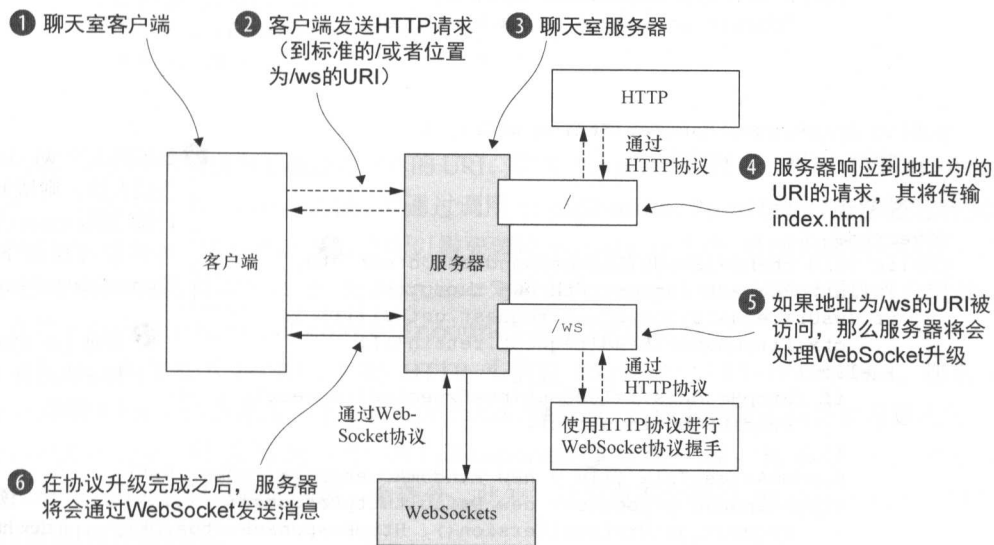 ❶ 聊天室客户端
❷ 客户端发送HTTP请求
（到标准的/或者位置
为/ws的URI）
❸ 聊天室服务器
HTTP
通过
HTTP协议
❹ 服务器响应到地址为/的
URI的请求，其将传输
index.html
/
客户端
服务器
❺ 如果地址为/ws的URI被
访问，那么服务器将会
处理WebSocket升级
/ws
通过
HTTP协议
通过Web-
Socket协议
使用HTTP协议进行
WebSocket协议握手
❻ 在协议升级完成之后，服务器
将会通过WebSocket发送消息
WebSockets